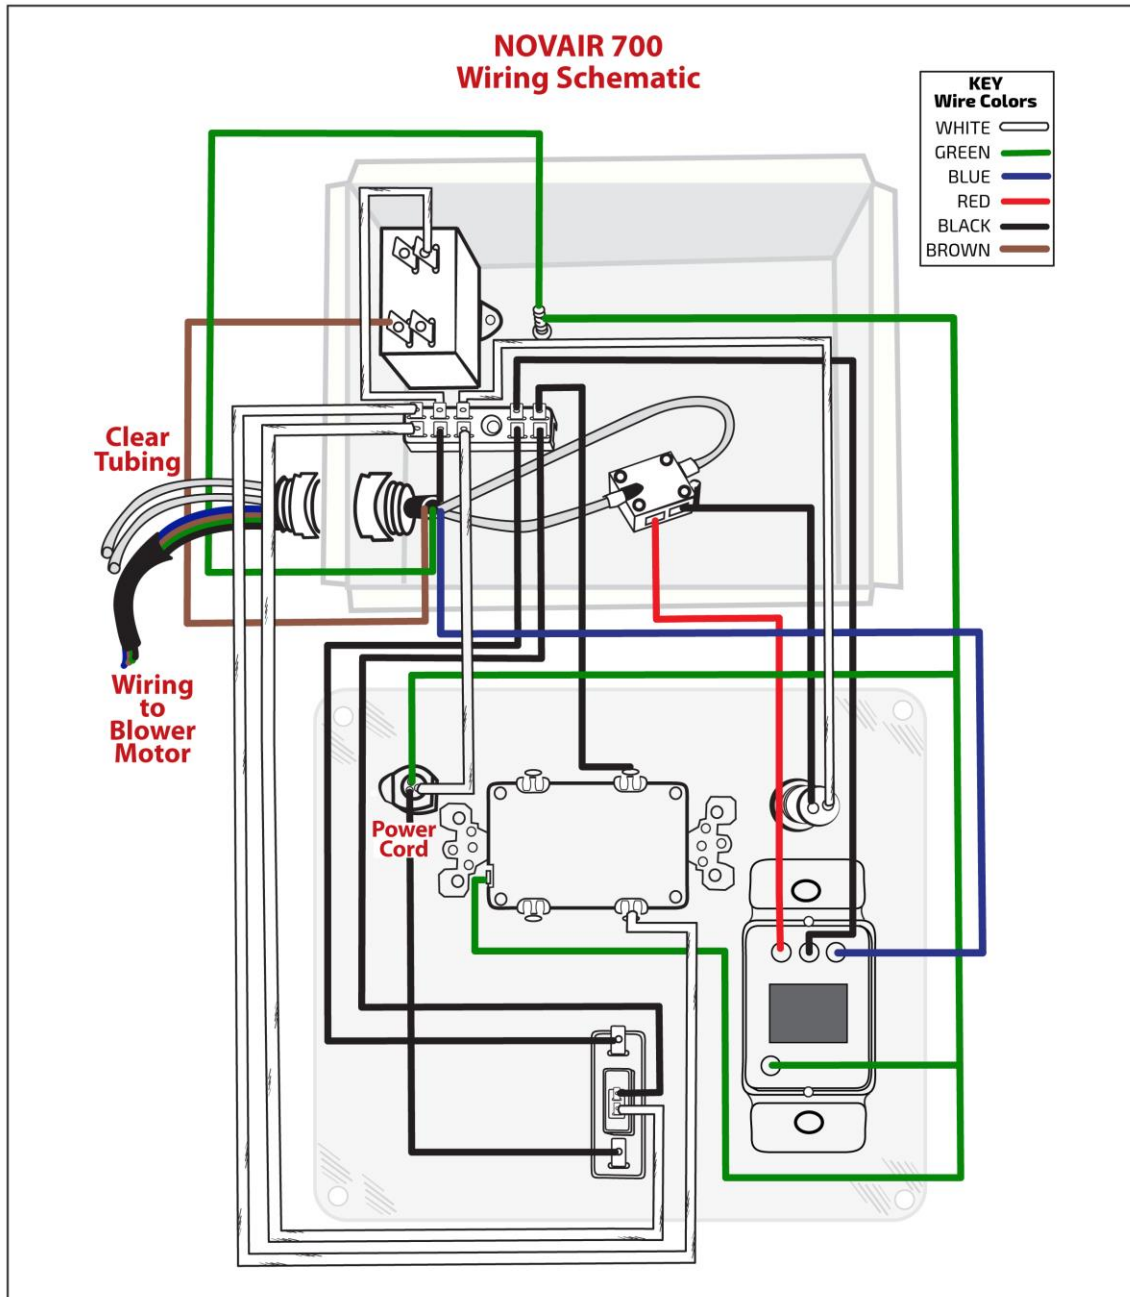 NOVAIR 700
Wiring Schematic
KEY
Wire Colors
WHITE
GREEN
BLUE
RED
BLACK
BROWN
Clear
Tubing
Wiring
to
Blower
Motor
Power
Cord